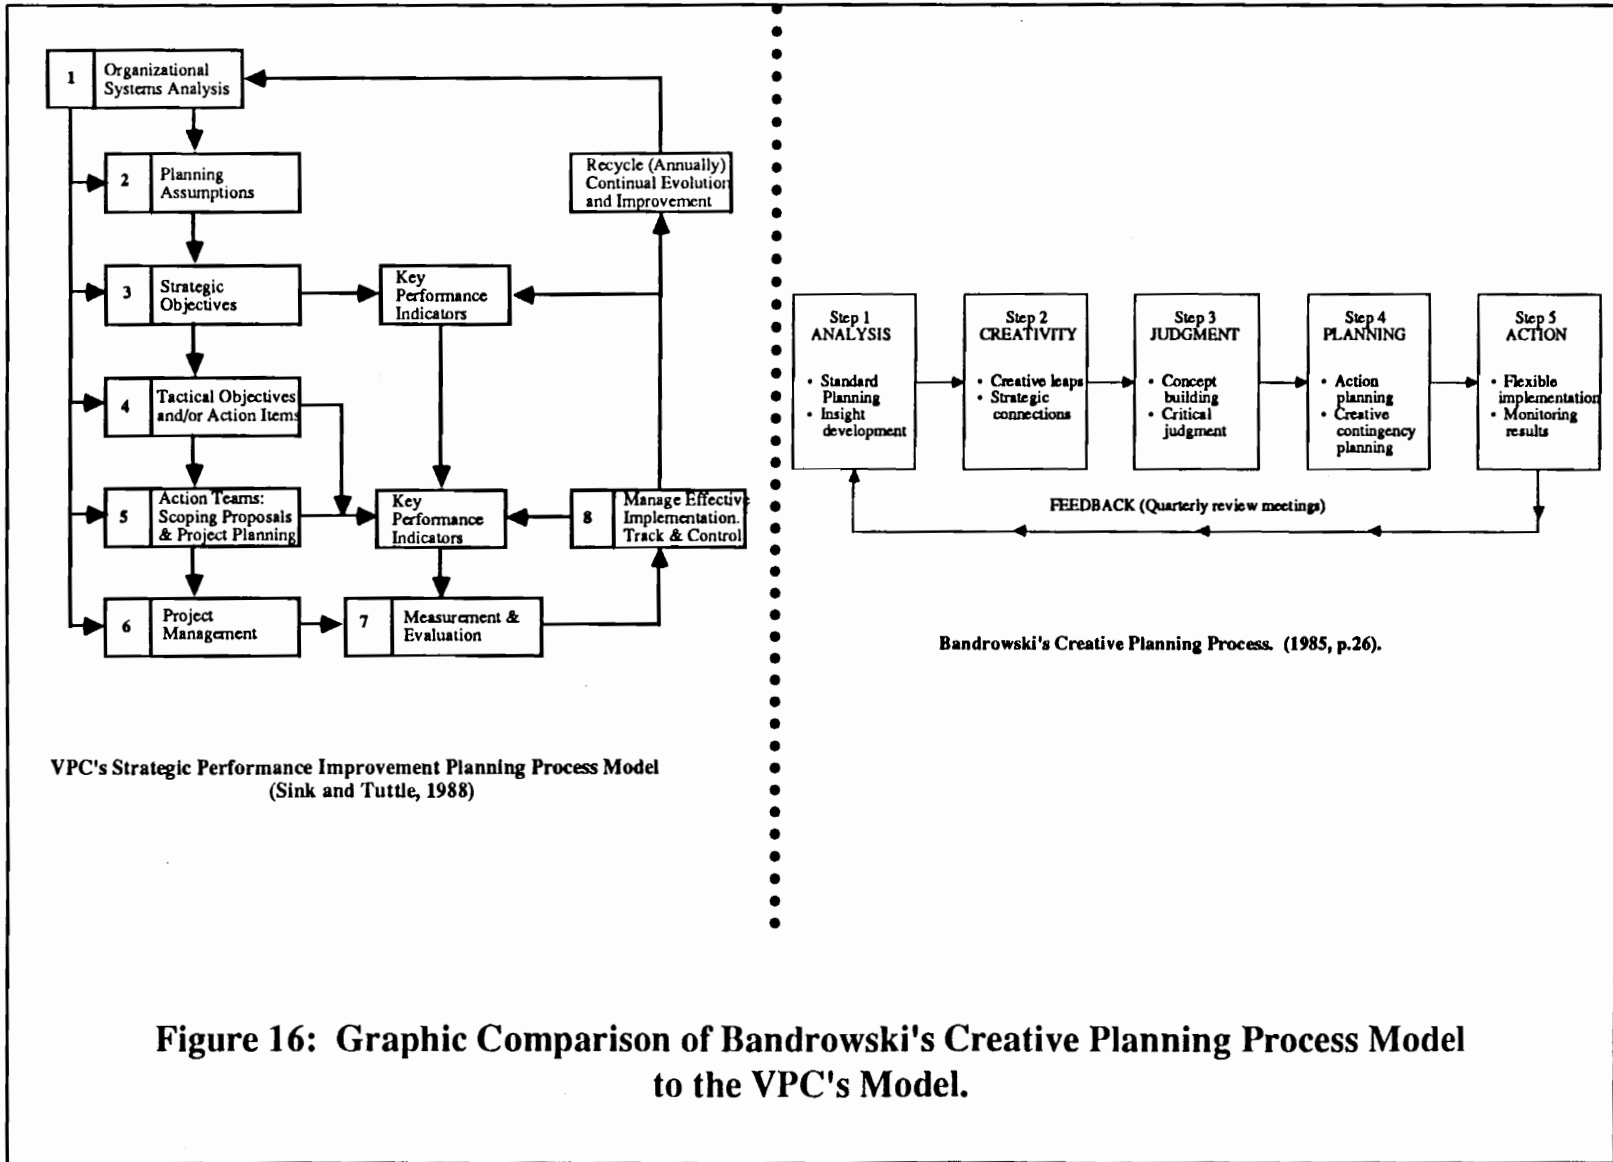 1
Organizational
Systems Analysis
2
Planning
Assumptions
3
Strategic
Objectives
4
Tactical Objectives
and/or Action Items
5
Action Teams:
Scoping Proposals
& Project Planning
6
Project
Management
Key
Performance
Indicators
Key
Performance
Indicators
7
Measurement &
Evaluation
8
Manage Effective
Implementation.
Track & Control
Recycle (Annually)
Continual Evolution
and Improvement
VPC's Strategic Performance Improvement Planning Process Model
(Sink and Tuttle, 1988)
Step 1
ANALYSIS
• Standard
Planning
• Insight
development
Step 2
CREATIVITY
• Creative leaps
• Strategic
connections
Step 3
JUDGMENT
• Concept
building
• Critical
judgment
Step 4
PLANNING
• Action
planning
• Creative
contingency
planning
Step 5
ACTION
• Flexible
implementation
• Monitoring
results
FEEDBACK (Quarterly review meetings)
Bandrowski's Creative Planning Process. (1985, p.26).
Figure 16: Graphic Comparison of Bandrowski's Creative Planning Process Model
to the VPC's Model.